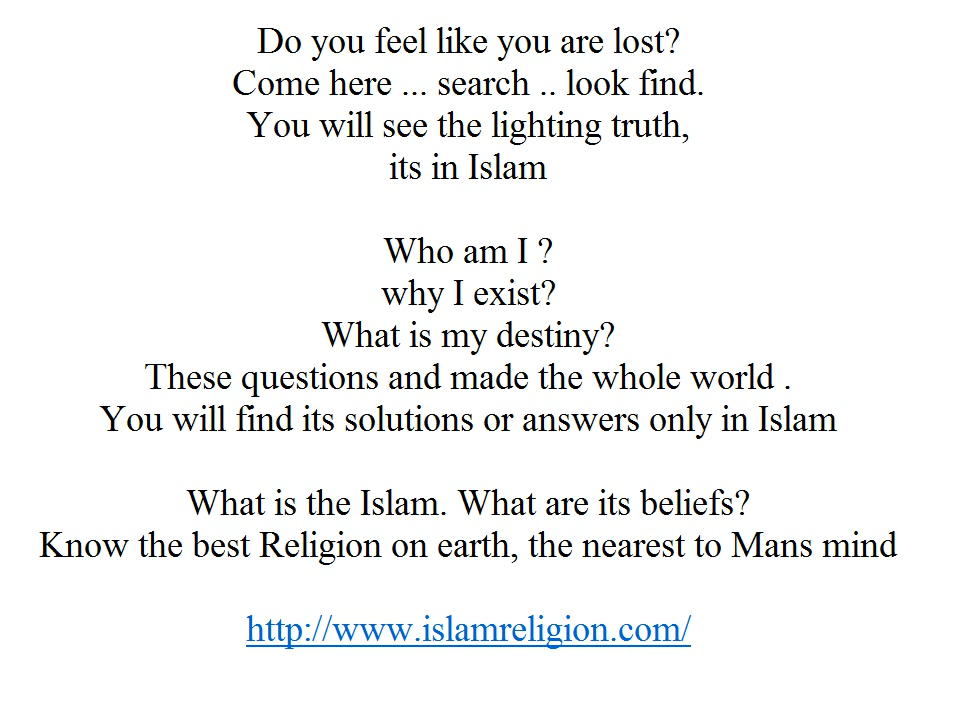 Do you feel like you are lost?
Come here ... search .. look find.
You will see the lighting truth,
its in Islam
Who am I ?
why I exist?
What is my destiny?
These questions and made the whole world .
You will find its solutions or answers only in Islam
What is the Islam. What are its beliefs?
Know the best Religion on earth, the nearest to Mans mind
http://www.islamreligion.com/